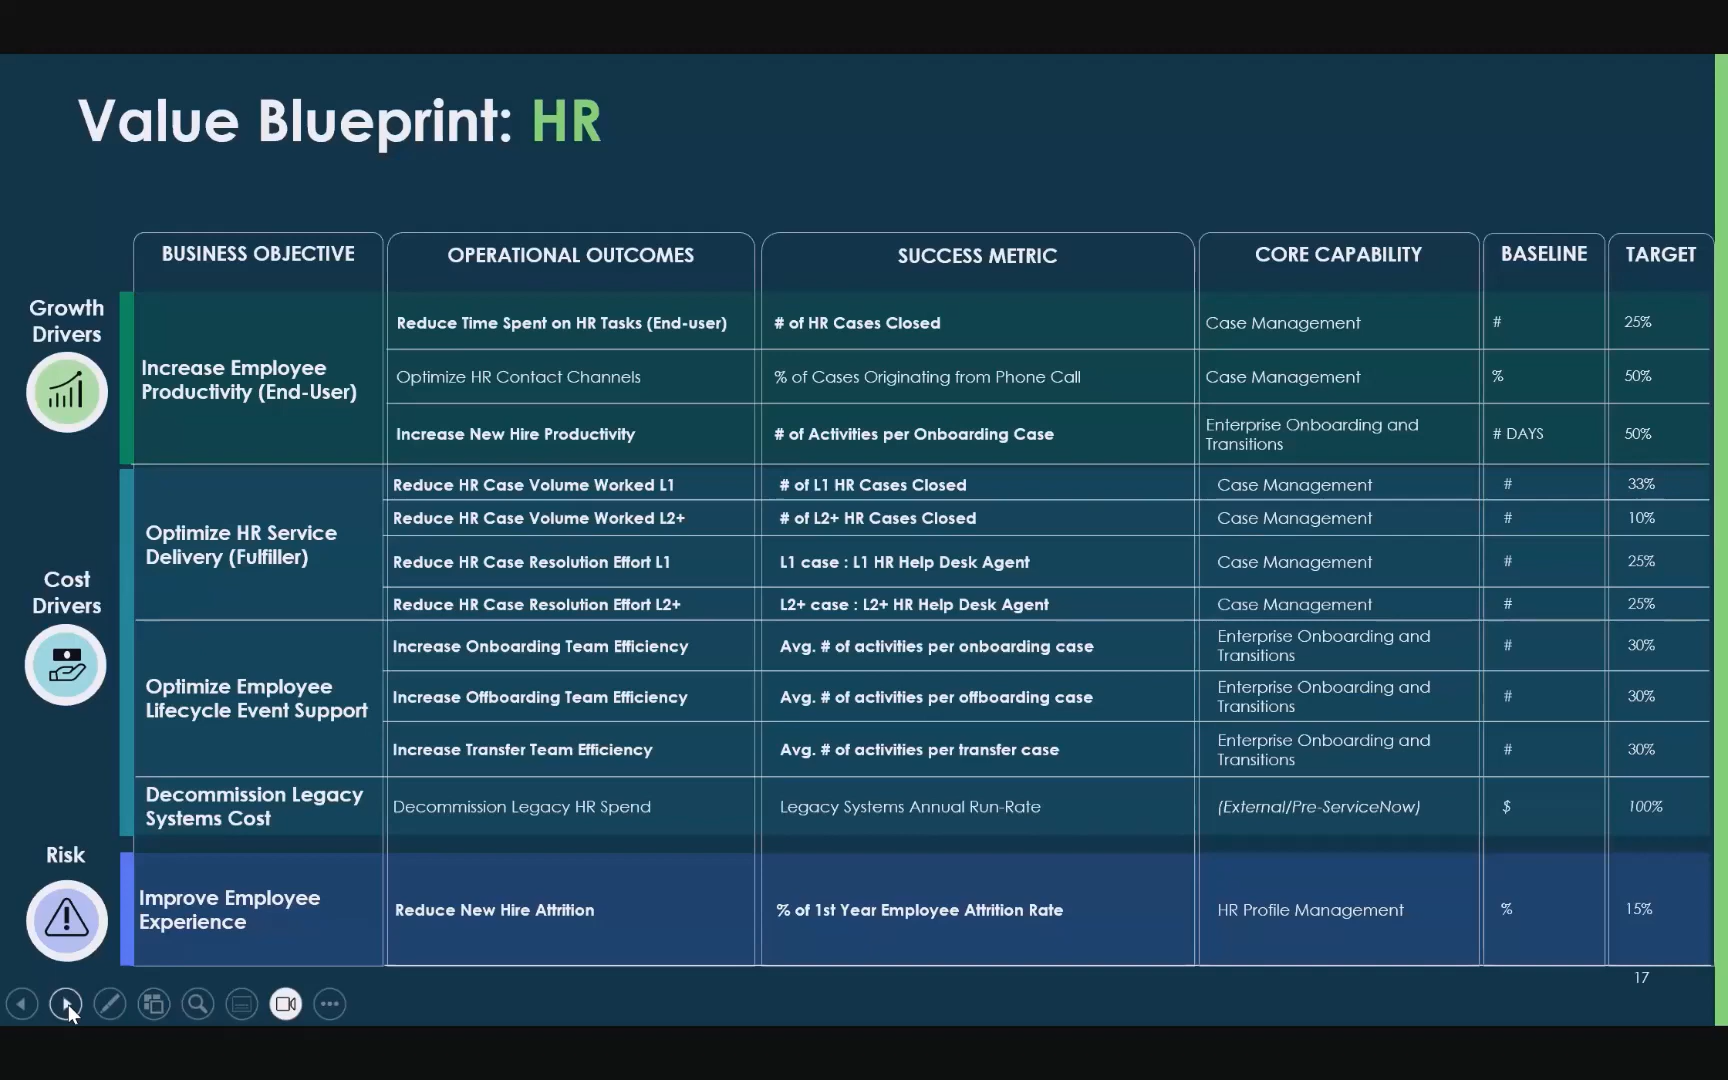 Value Blueprint: HR
BUSINESS OBJECTIVE
OPERATIONAL OUTCOMES
SUCCESS METRIC
CORE CAPABILITY
BASELINE
TARGET
Growth
Drivers
Increase Employee
Productivity (End-User)
Reduce Time Spent on HR Tasks (End-user)
# of HR Cases Closed
Case Management
#
25%
Optimize HR Contact Channels
% of Cases Originating from Phone Call
Case Management
%
50%
Increase New Hire Productivity
# of Activities per Onboarding Case
Enterprise Onboarding and
Transitions
# DAYS
50%
Cost
Drivers
Optimize HR Service
Delivery (Fulfiller)
Reduce HR Case Volume Worked L1
# of L1 HR Cases Closed
Case Management
#
33%
Reduce HR Case Volume Worked L2+
# of L2+ HR Cases Closed
Case Management
#
10%
Reduce HR Case Resolution Effort L1
L1 case : L1 HR Help Desk Agent
Case Management
#
25%
Reduce HR Case Resolution Effort L2+
L2+ case : L2+ HR Help Desk Agent
Case Management
#
25%
Optimize Employee
Lifecycle Event Support
Increase Onboarding Team Efficiency
Avg. # of activities per onboarding case
Enterprise Onboarding and
Transitions
#
30%
Increase Offboarding Team Efficiency
Avg. # of activities per offboarding case
Enterprise Onboarding and
Transitions
#
30%
Increase Transfer Team Efficiency
Avg. # of activities per transfer case
Enterprise Onboarding and
Transitions
#
30%
Decommission Legacy
Systems Cost
Decommission Legacy HR Spend
Legacy Systems Annual Run-Rate
(External/Pre-ServiceNow)
$
100%
Risk
Improve Employee
Experience
Reduce New Hire Attrition
% of 1st Year Employee Attrition Rate
HR Profile Management
%
15%
17